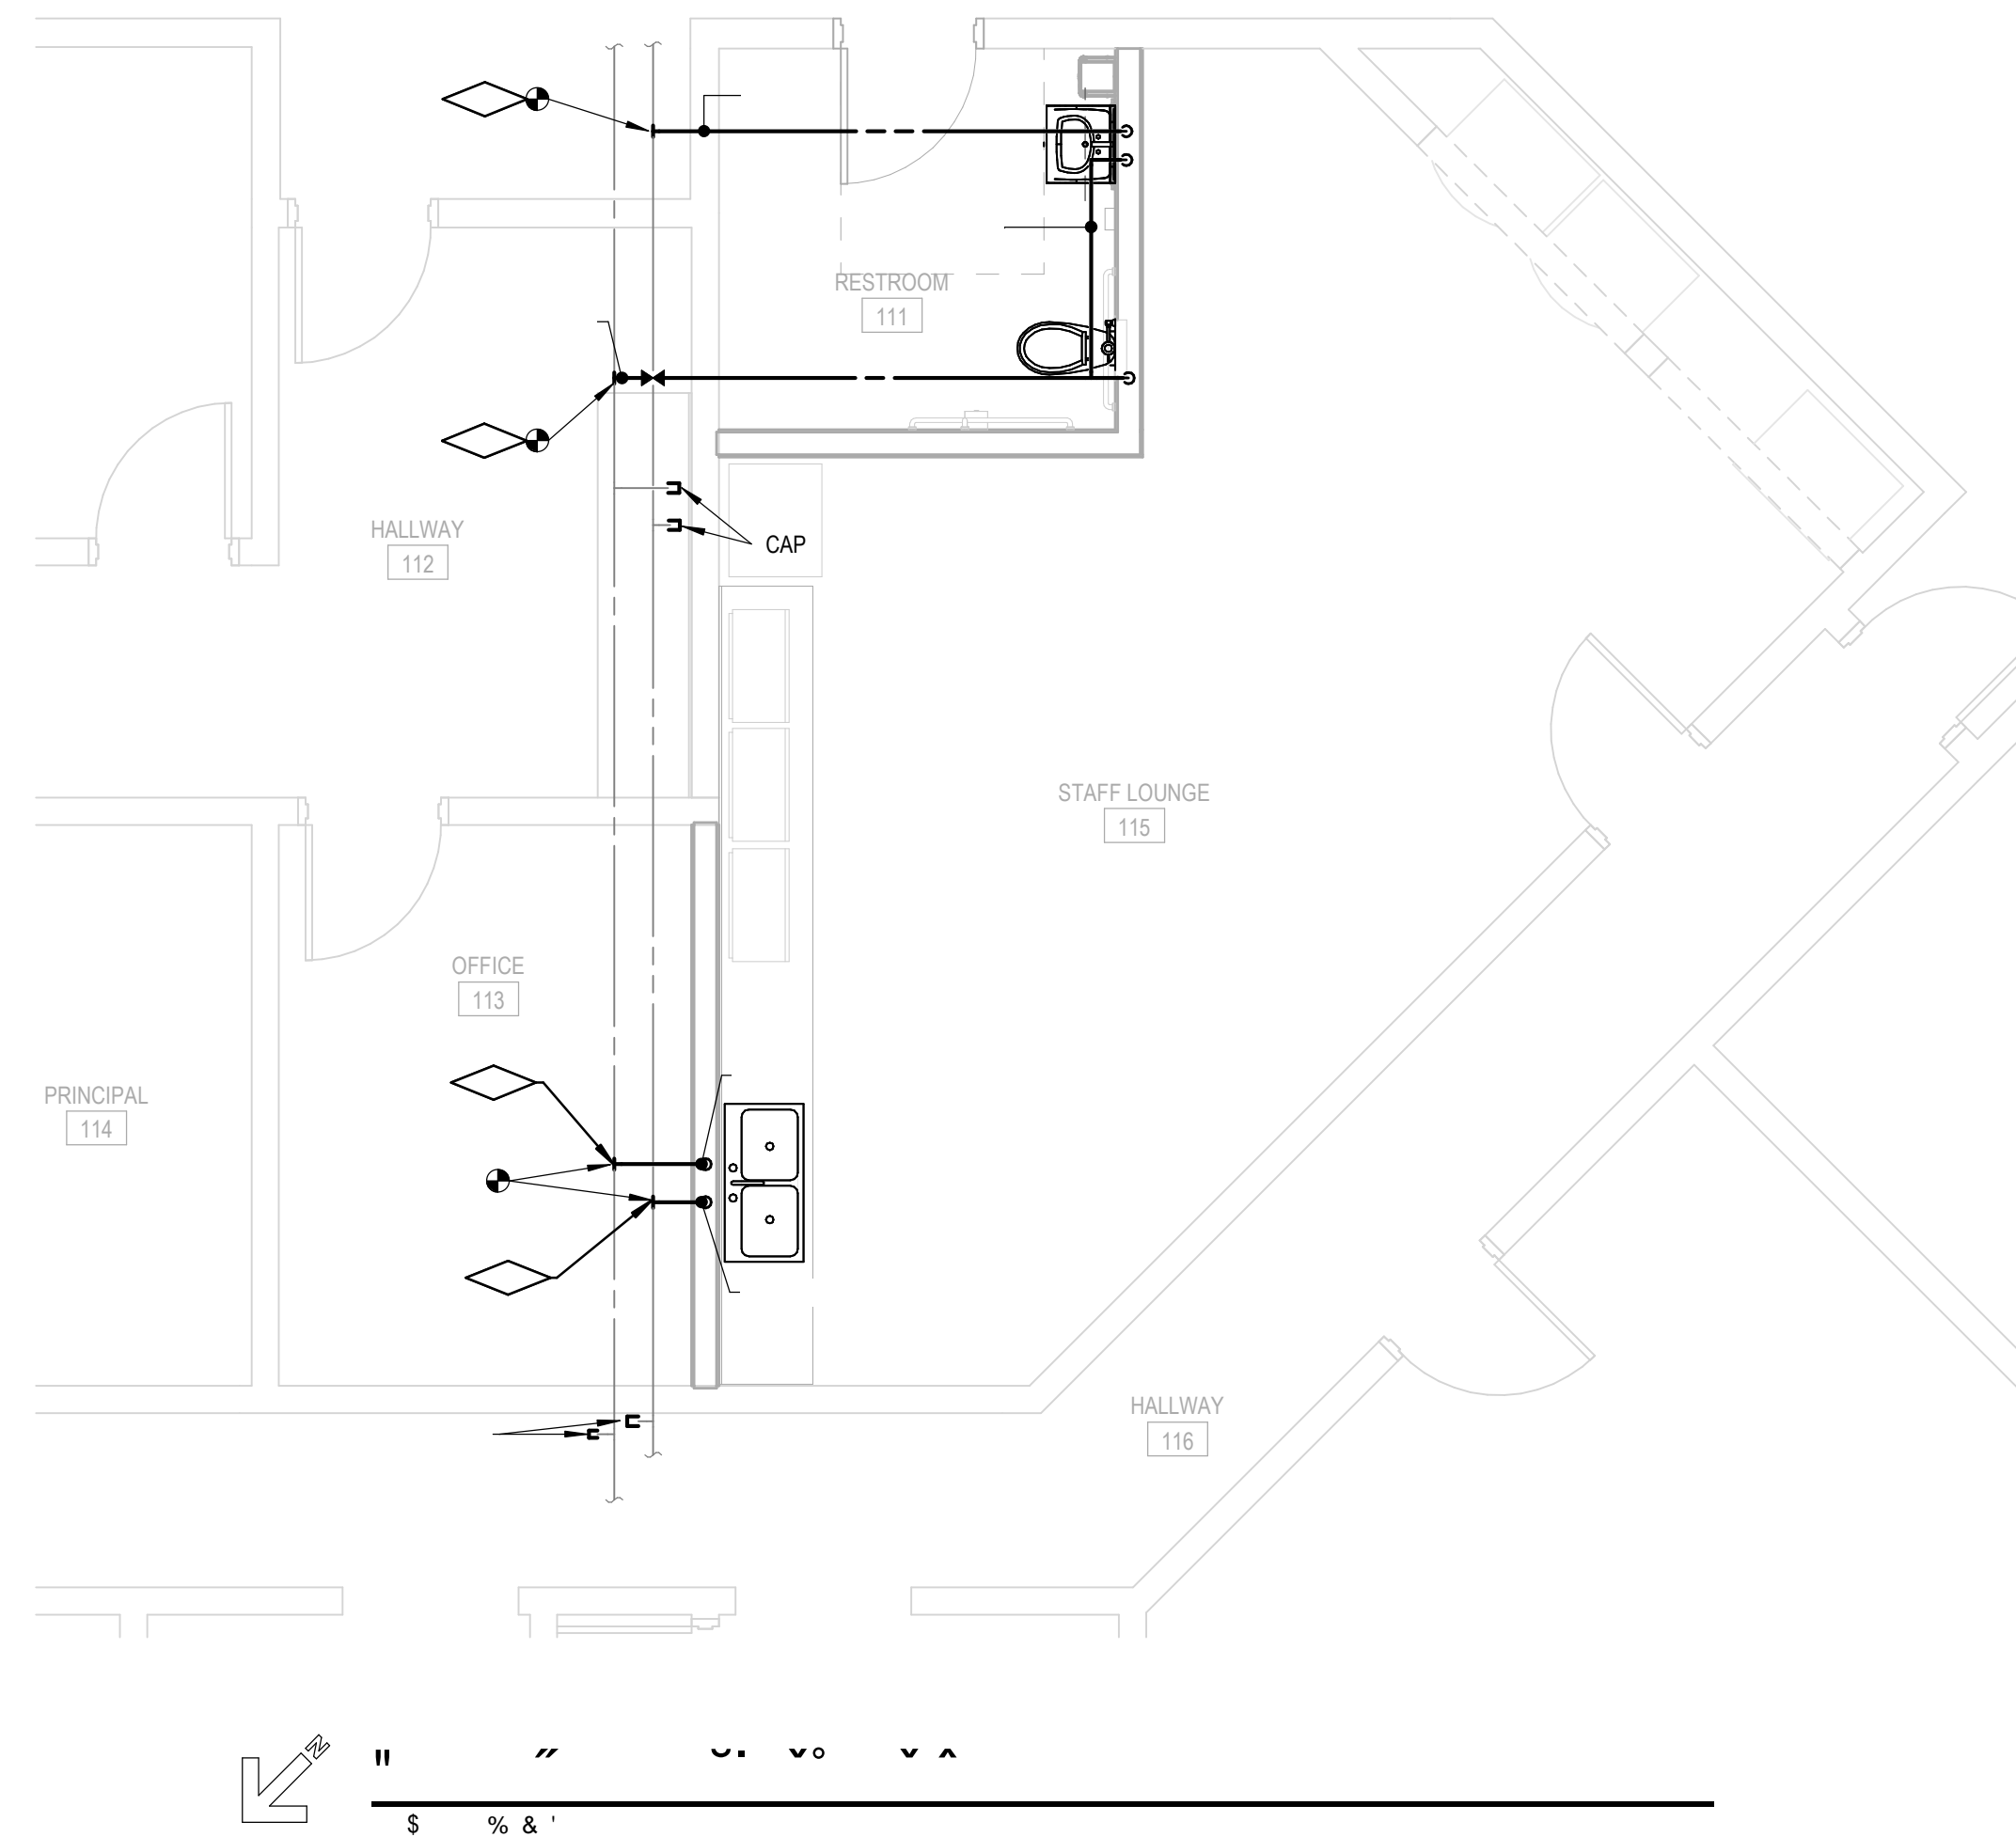 RESTROOM
111
HALLWAY
112
CAP
STAFF LOUNGE
115
OFFICE
113
PRINCIPAL
114
HALLWAY
116
N
$ % & '